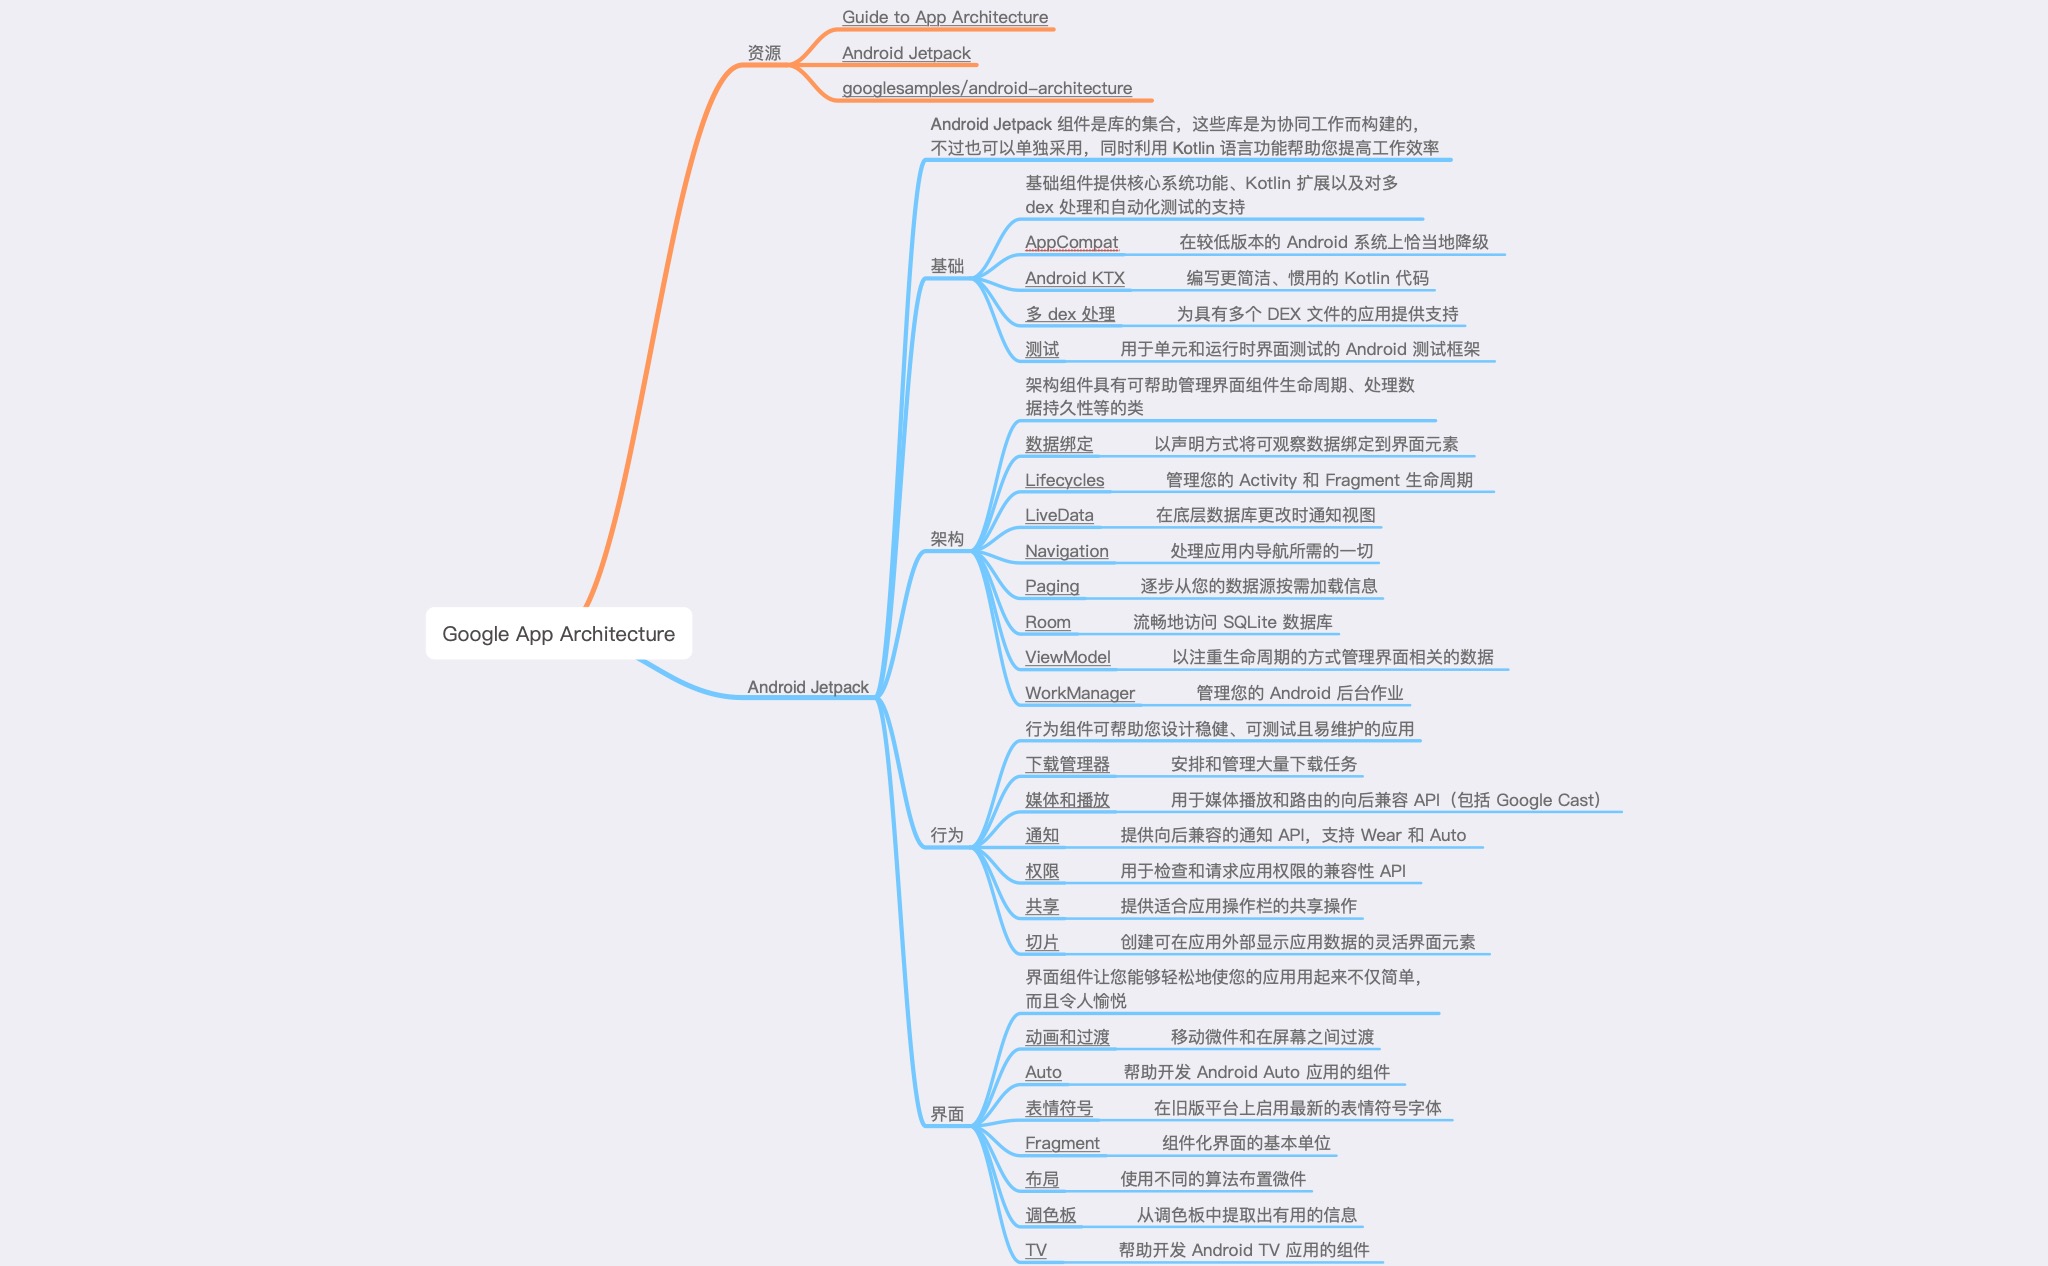 Guide to App Architecture
资源
Android Jetpack
googlesamples/android-architecture
Android Jetpack 组件是库的集合，这些库是为协同工作而构建的，
不过也可以单独采用，同时利用 Kotlin 语言功能帮助您提高工作效率
基础组件提供核心系统功能、Kotlin 扩展以及对多
dex 处理和自动化测试的支持
AppCompat 在较低版本的 Android 系统上恰当地降级
基础
Android KTX 编写更简洁、惯用的 Kotlin 代码
多 dex 处理 为具有多个 DEX 文件的应用提供支持
测试 用于单元和运行时界面测试的 Android 测试框架
架构组件具有可帮助管理界面组件生命周期、处理数
据持久性等的类
数据绑定 以声明方式将可观察数据绑定到界面元素
Lifecycles 管理您的 Activity 和 Fragment 生命周期
LiveData 在底层数据库更改时通知视图
架构
Navigation 处理应用内导航所需的一切
Paging 逐步从您的数据源按需加载信息
Room 流畅地访问 SQLite 数据库
Google App Architecture
ViewModel 以注重生命周期的方式管理界面相关的数据
Android Jetpack
WorkManager 管理您的 Android 后台作业
行为组件可帮助您设计稳健、可测试且易维护的应用
下载管理器 安排和管理大量下载任务
媒体和播放 用于媒体播放和路由的向后兼容 API（包括 Google Cast）
行为
通知 提供向后兼容的通知 API，支持 Wear 和 Auto
权限 用于检查和请求应用权限的兼容性 API
共享 提供适合应用操作栏的共享操作
切片 创建可在应用外部显示应用数据的灵活界面元素
界面组件让您能够轻松地使您的应用用起来不仅简单，
而且令人愉悦
动画和过渡 移动微件和在屏幕之间过渡
Auto 帮助开发 Android Auto 应用的组件
表情符号 在旧版平台上启用最新的表情符号字体
界面
Fragment 组件化界面的基本单位
布局 使用不同的算法布置微件
调色板 从调色板中提取出有用的信息
TV 帮助开发 Android TV 应用的组件